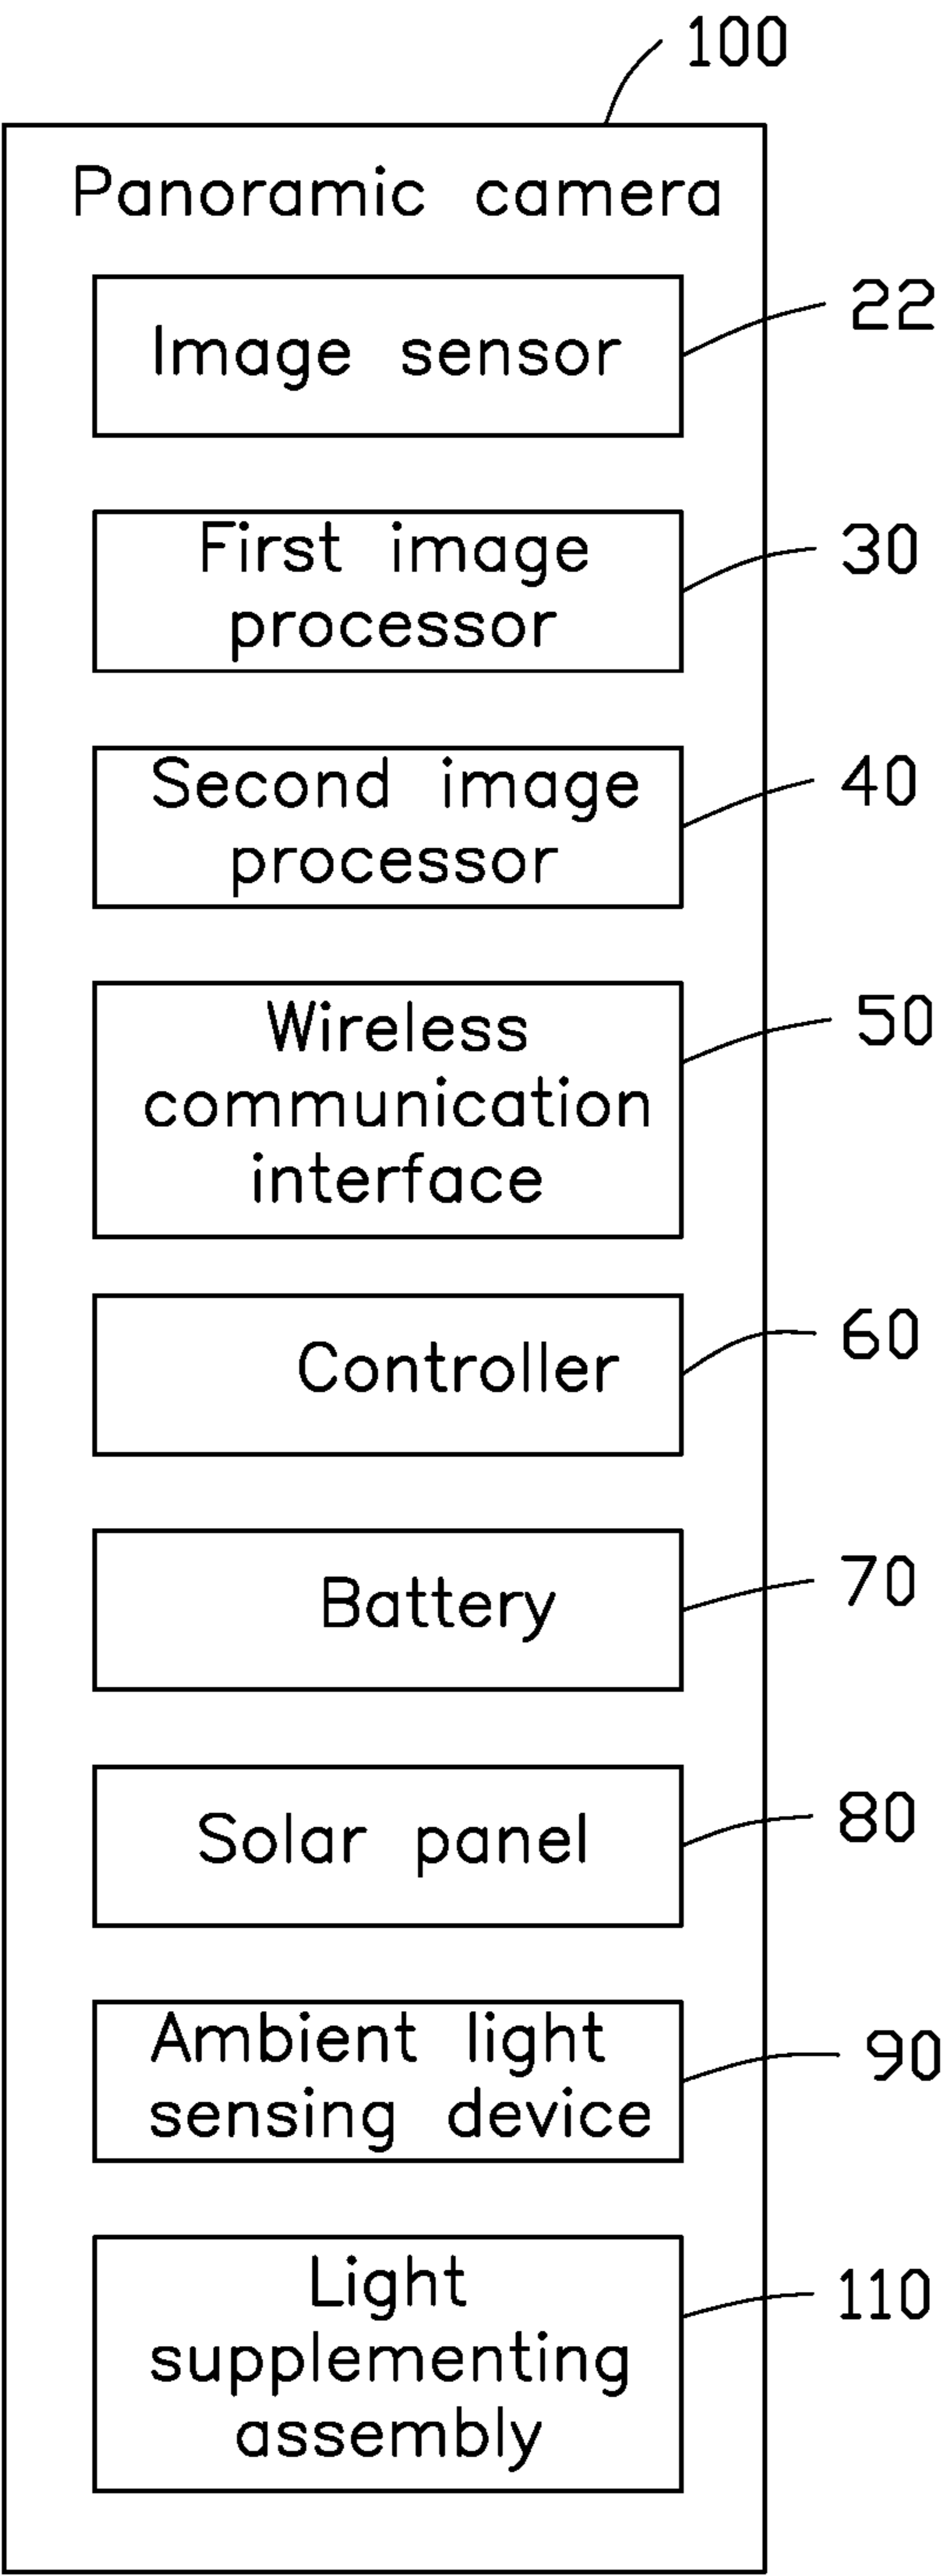 100
Panoramic camera
Image sensor
22
First image
processor
30
Second image
processor
40
Wireless
communication
interface
50
Controller
60
Battery
70
Solar panel
80
Ambient light
sensing device
90
Light
supplementing
assembly
110